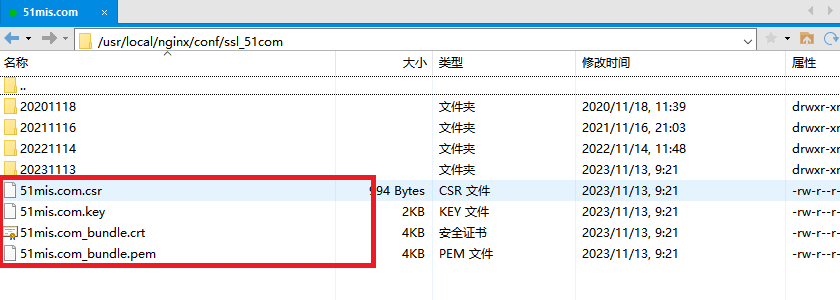 51mis.com
/usr/local/nginx/conf/ssl_51com
名称 大小 类型 修改时间 属性
..
20201118 文件夹 2020/11/18, 11:39 drwxr-xr
20211116 文件夹 2021/11/16, 21:03 drwxr-xr
20221114 文件夹 2022/11/14, 11:48 drwxr-xr
20231113 文件夹 2023/11/13, 9:21 drwxr-xr
51mis.com.csr 994 Bytes CSR 文件 2023/11/13, 9:21 -rw-r--r-
51mis.com.key 2KB KEY 文件 2023/11/13, 9:21 -rw-r--r-
51mis.com_bundle.crt 4KB 安全证书 2023/11/13, 9:21 -rw-r--r-
51mis.com_bundle.pem 4KB PEM 文件 2023/11/13, 9:21 -rw-r--r-